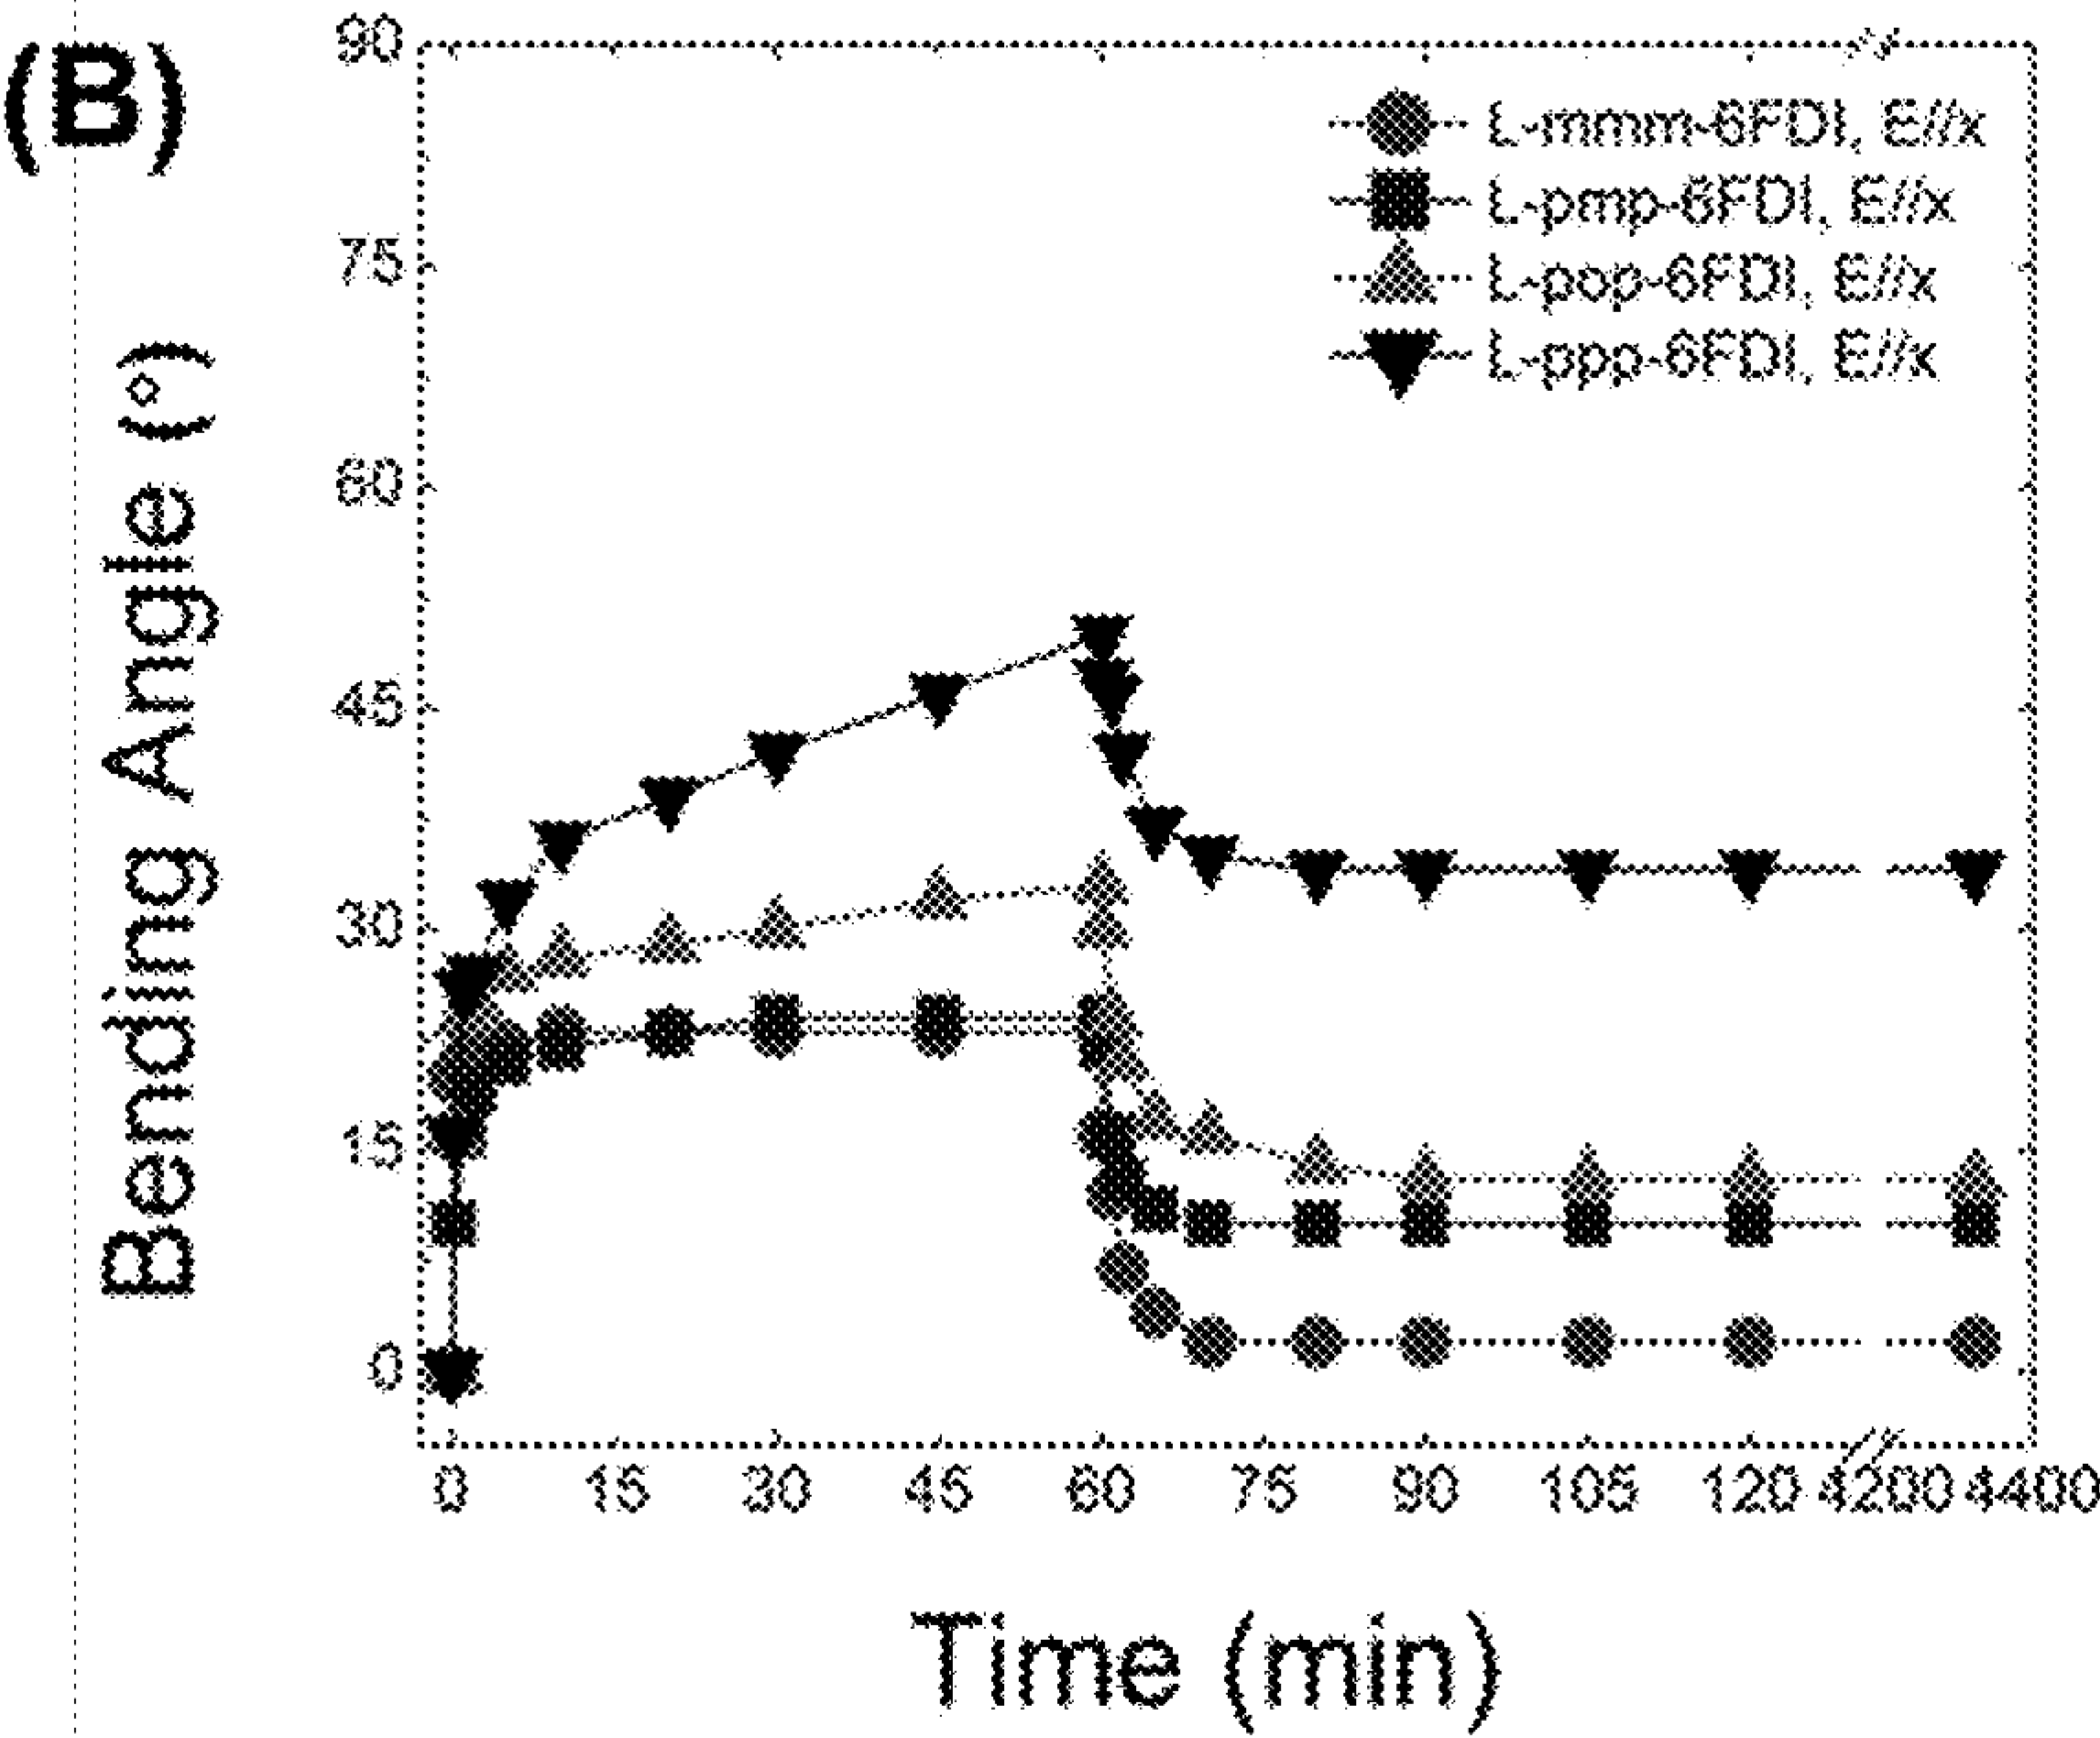 (B)
Bending Angle (°)
90
75
60
45
30
15
0
L-mmm-6FDI, E//x
L-pmp-6FDI, E//x
L-pop-6FDI, E//x
L-ppp-6FDI, E//x
0 15 30 45 60 75 90 105 120 4200 4400
Time (min)